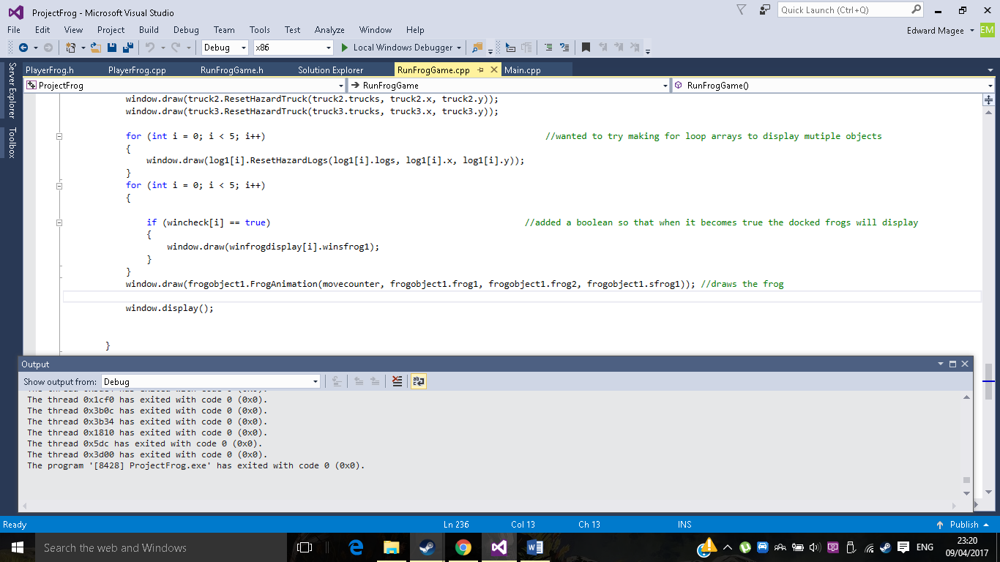 ProjectFrog - Microsoft Visual Studio
Quick Launch (Ctrl+Q)
File Edit View Project Build Debug Team Tools Test Analyze Window Help
Edward Magee EM
Debug x86 Local Windows Debugger
Server Explorer
Toolbox
PlayerFrog.h PlayerFrog.cpp RunFrogGame.h Solution Explorer RunFrogGame.cpp Main.cpp
ProjectFrog RunFrogGame RunFrogGame()
window.draw(truck2.ResetHazardTruck(truck2.trucks, truck2.x, truck2.y));
window.draw(truck3.ResetHazardTruck(truck3.trucks, truck3.x, truck3.y));
for (int i = 0; i < 5; i++) //wanted to try making for loop arrays to display mutiple objects
{
window.draw(log1[i].ResetHazardLogs(log1[i].logs, log1[i].x, log1[i].y));
}
for (int i = 0; i < 5; i++)
{
if (wincheck[i] == true) //added a boolean so that when it becomes true the docked frogs will display
{
window.draw(winfrogdisplay[i].winsfrog1);
}
}
window.draw(frogobject1.FrogAnimation(movecounter, frogobject1.frog1, frogobject1.frog2, frogobject1.sfrog1)); //draws the frog
window.display();
}
Output
Show output from: Debug
has exited with code 0 (0x0).
The thread 0x1cf0 has exited with code 0 (0x0).
The thread 0x3b0c has exited with code 0 (0x0).
The thread 0x3b34 has exited with code 0 (0x0).
The thread 0x1810 has exited with code 0 (0x0).
The thread 0x5dc has exited with code 0 (0x0).
The thread 0x3d00 has exited with code 0 (0x0).
The program '[8428] ProjectFrog.exe' has exited with code 0 (0x0).
Ready Ln 236 Col 13 Ch 13 INS Publish
Search the web and Windows
ENG
23:20
09/04/2017